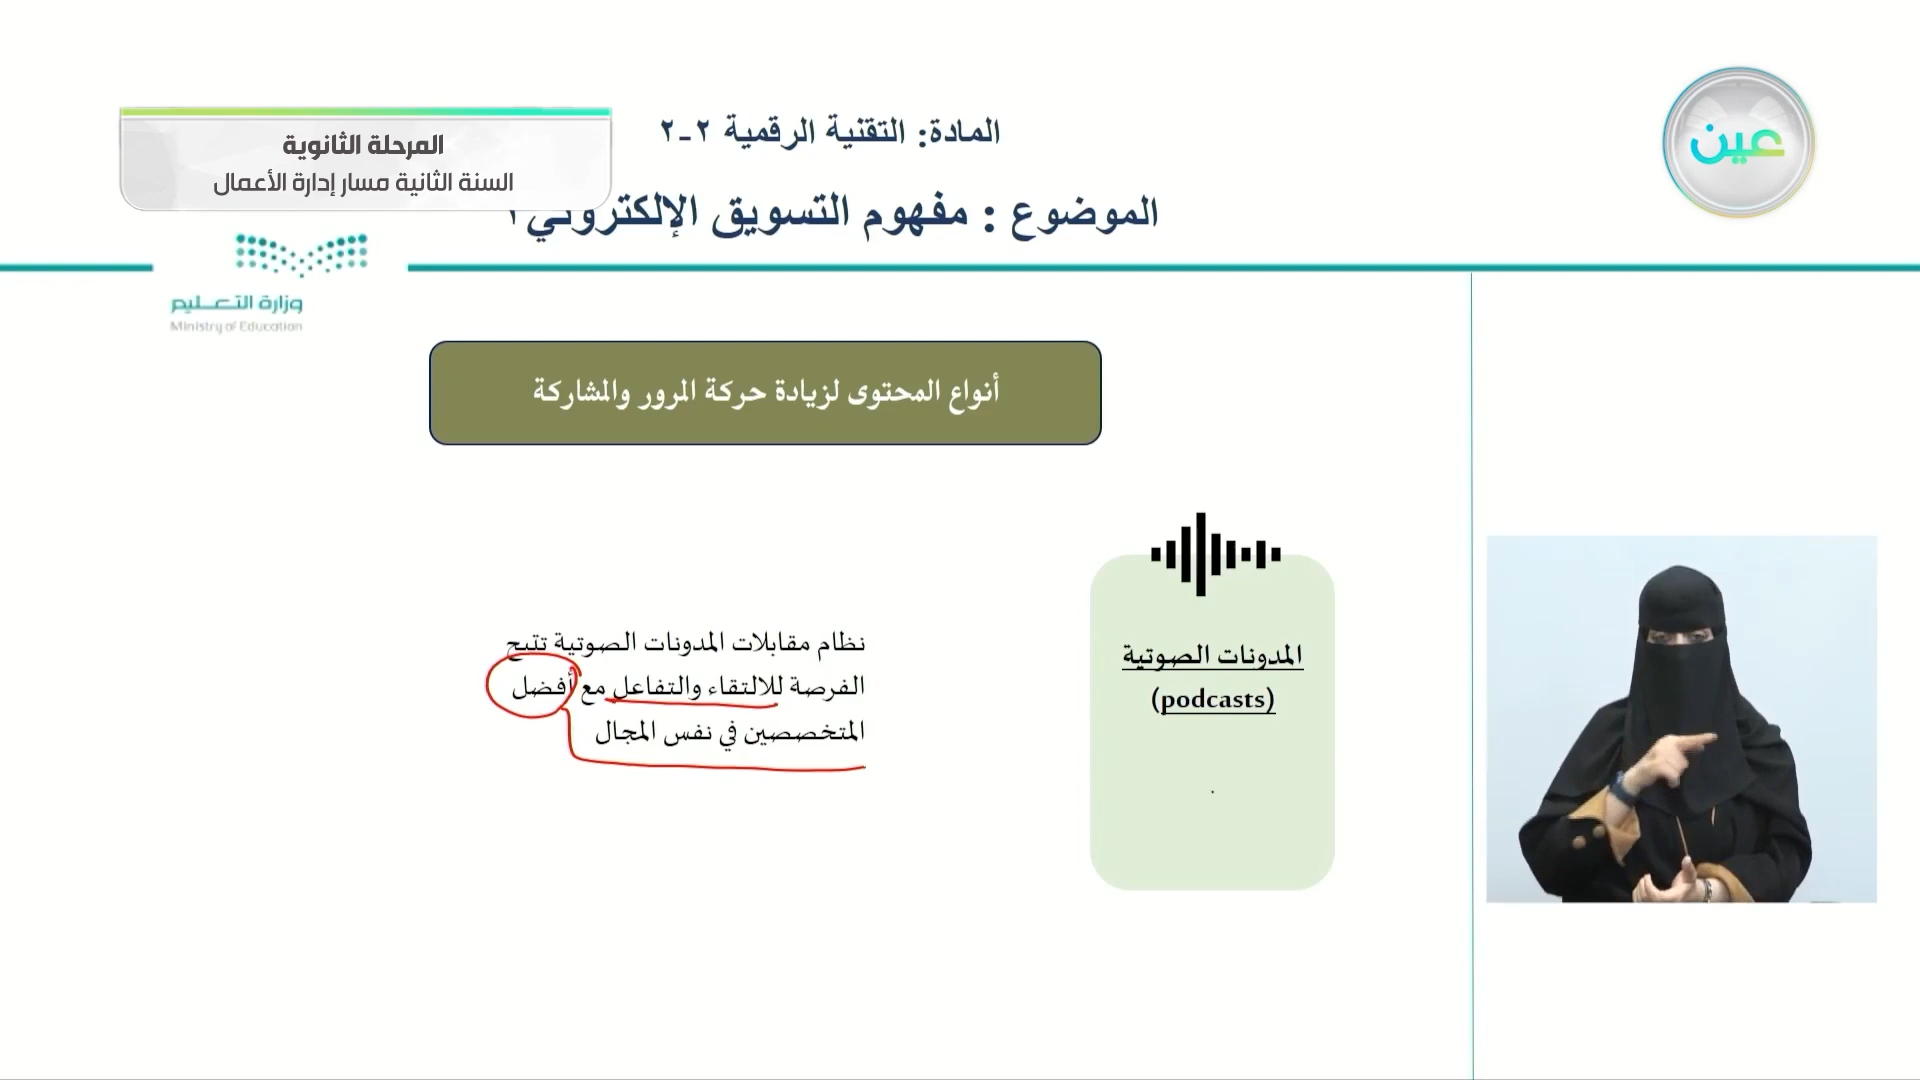 المادة: التقنية الرقمية ٢-٢
عين
المرحلة الثانوية
السنة الثانية مسار إدارة الأعمال
الموضوع : مفهوم التسويق الإلكتروني
وزارة التعليم
Ministry of Education
أنواع المحتوى لزيادة حركة المرور والمشاركة
المدونات الصوتية
(podcasts)
.
نظام مقابلات المدونات الصوتية تتيح
الفرصة للالتقاء والتفاعل مع أفضل
المتخصصين في نفس المجال